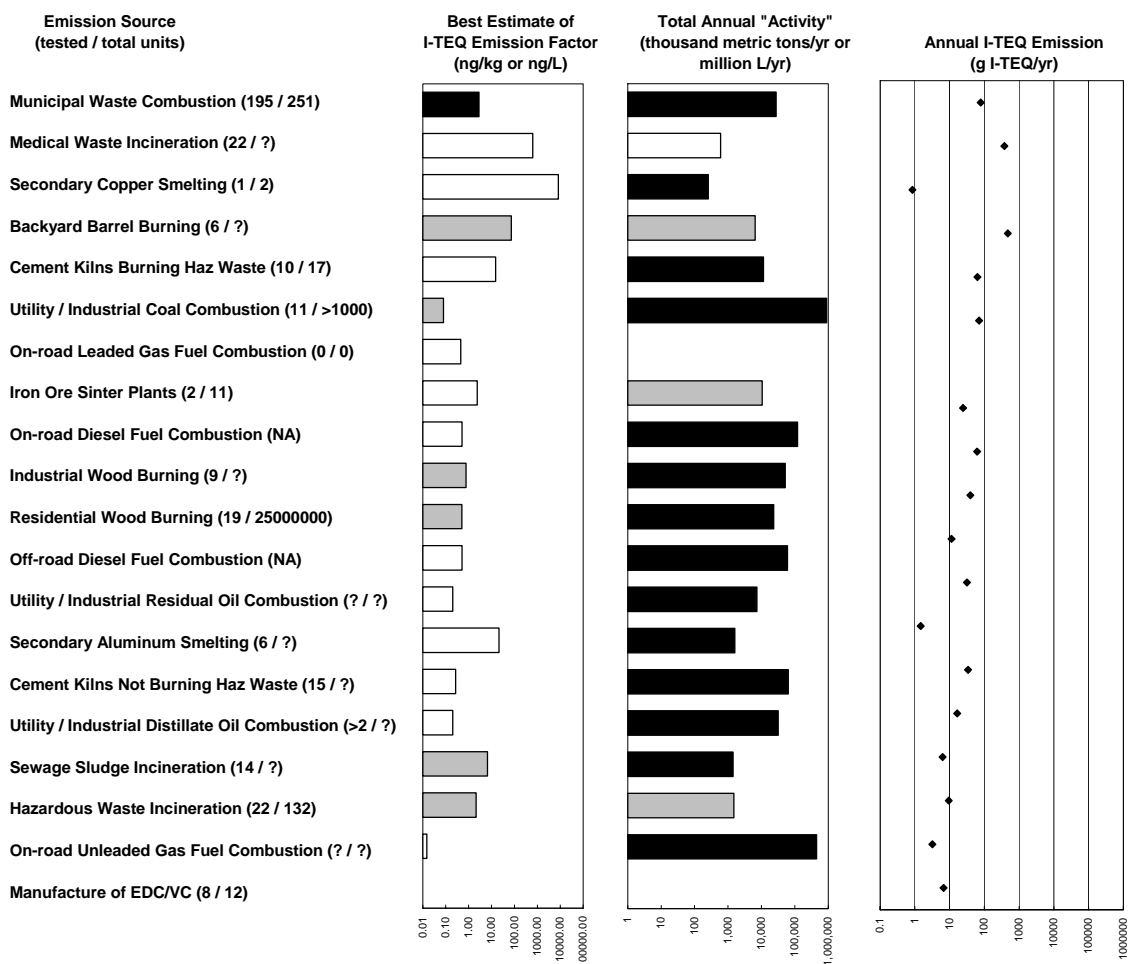 Emission Source
(tested / total units)
Best Estimate of
I-TEQ Emission Factor
(ng/kg or ng/L)
Total Annual "Activity"
(thousand metric tons/yr or
million L/yr)
Annual I-TEQ Emission
(g I-TEQ/yr)
Municipal Waste Combustion (195 / 251)
Medical Waste Incineration (22 / ?)
Secondary Copper Smelting (1 / 2)
Backyard Barrel Burning (6 / ?)
Cement Kilns Burning Haz Waste (10 / 17)
Utility / Industrial Coal Combustion (11 / >1000)
On-road Leaded Gas Fuel Combustion (0 / 0)
Iron Ore Sinter Plants (2 / 11)
On-road Diesel Fuel Combustion (NA)
Industrial Wood Burning (9 / ?)
Residential Wood Burning (19 / 25000000)
Off-road Diesel Fuel Combustion (NA)
Utility / Industrial Residual Oil Combustion (? / ?)
Secondary Aluminum Smelting (6 / ?)
Cement Kilns Not Burning Haz Waste (15 / ?)
Utility / Industrial Distillate Oil Combustion (>2 / ?)
Sewage Sludge Incineration (14 / ?)
Hazardous Waste Incineration (22 / 132)
On-road Unleaded Gas Fuel Combustion (? / ?)
Manufacture of EDC/VC (8 / 12)
0.01
0.10
1.00
10.00
100.00
1000.00
10000.00
00000.00
1
10
100
1,000
10,000
100,000
1,000,000
0.1
1
10
100
1000
10000
100000
1000000